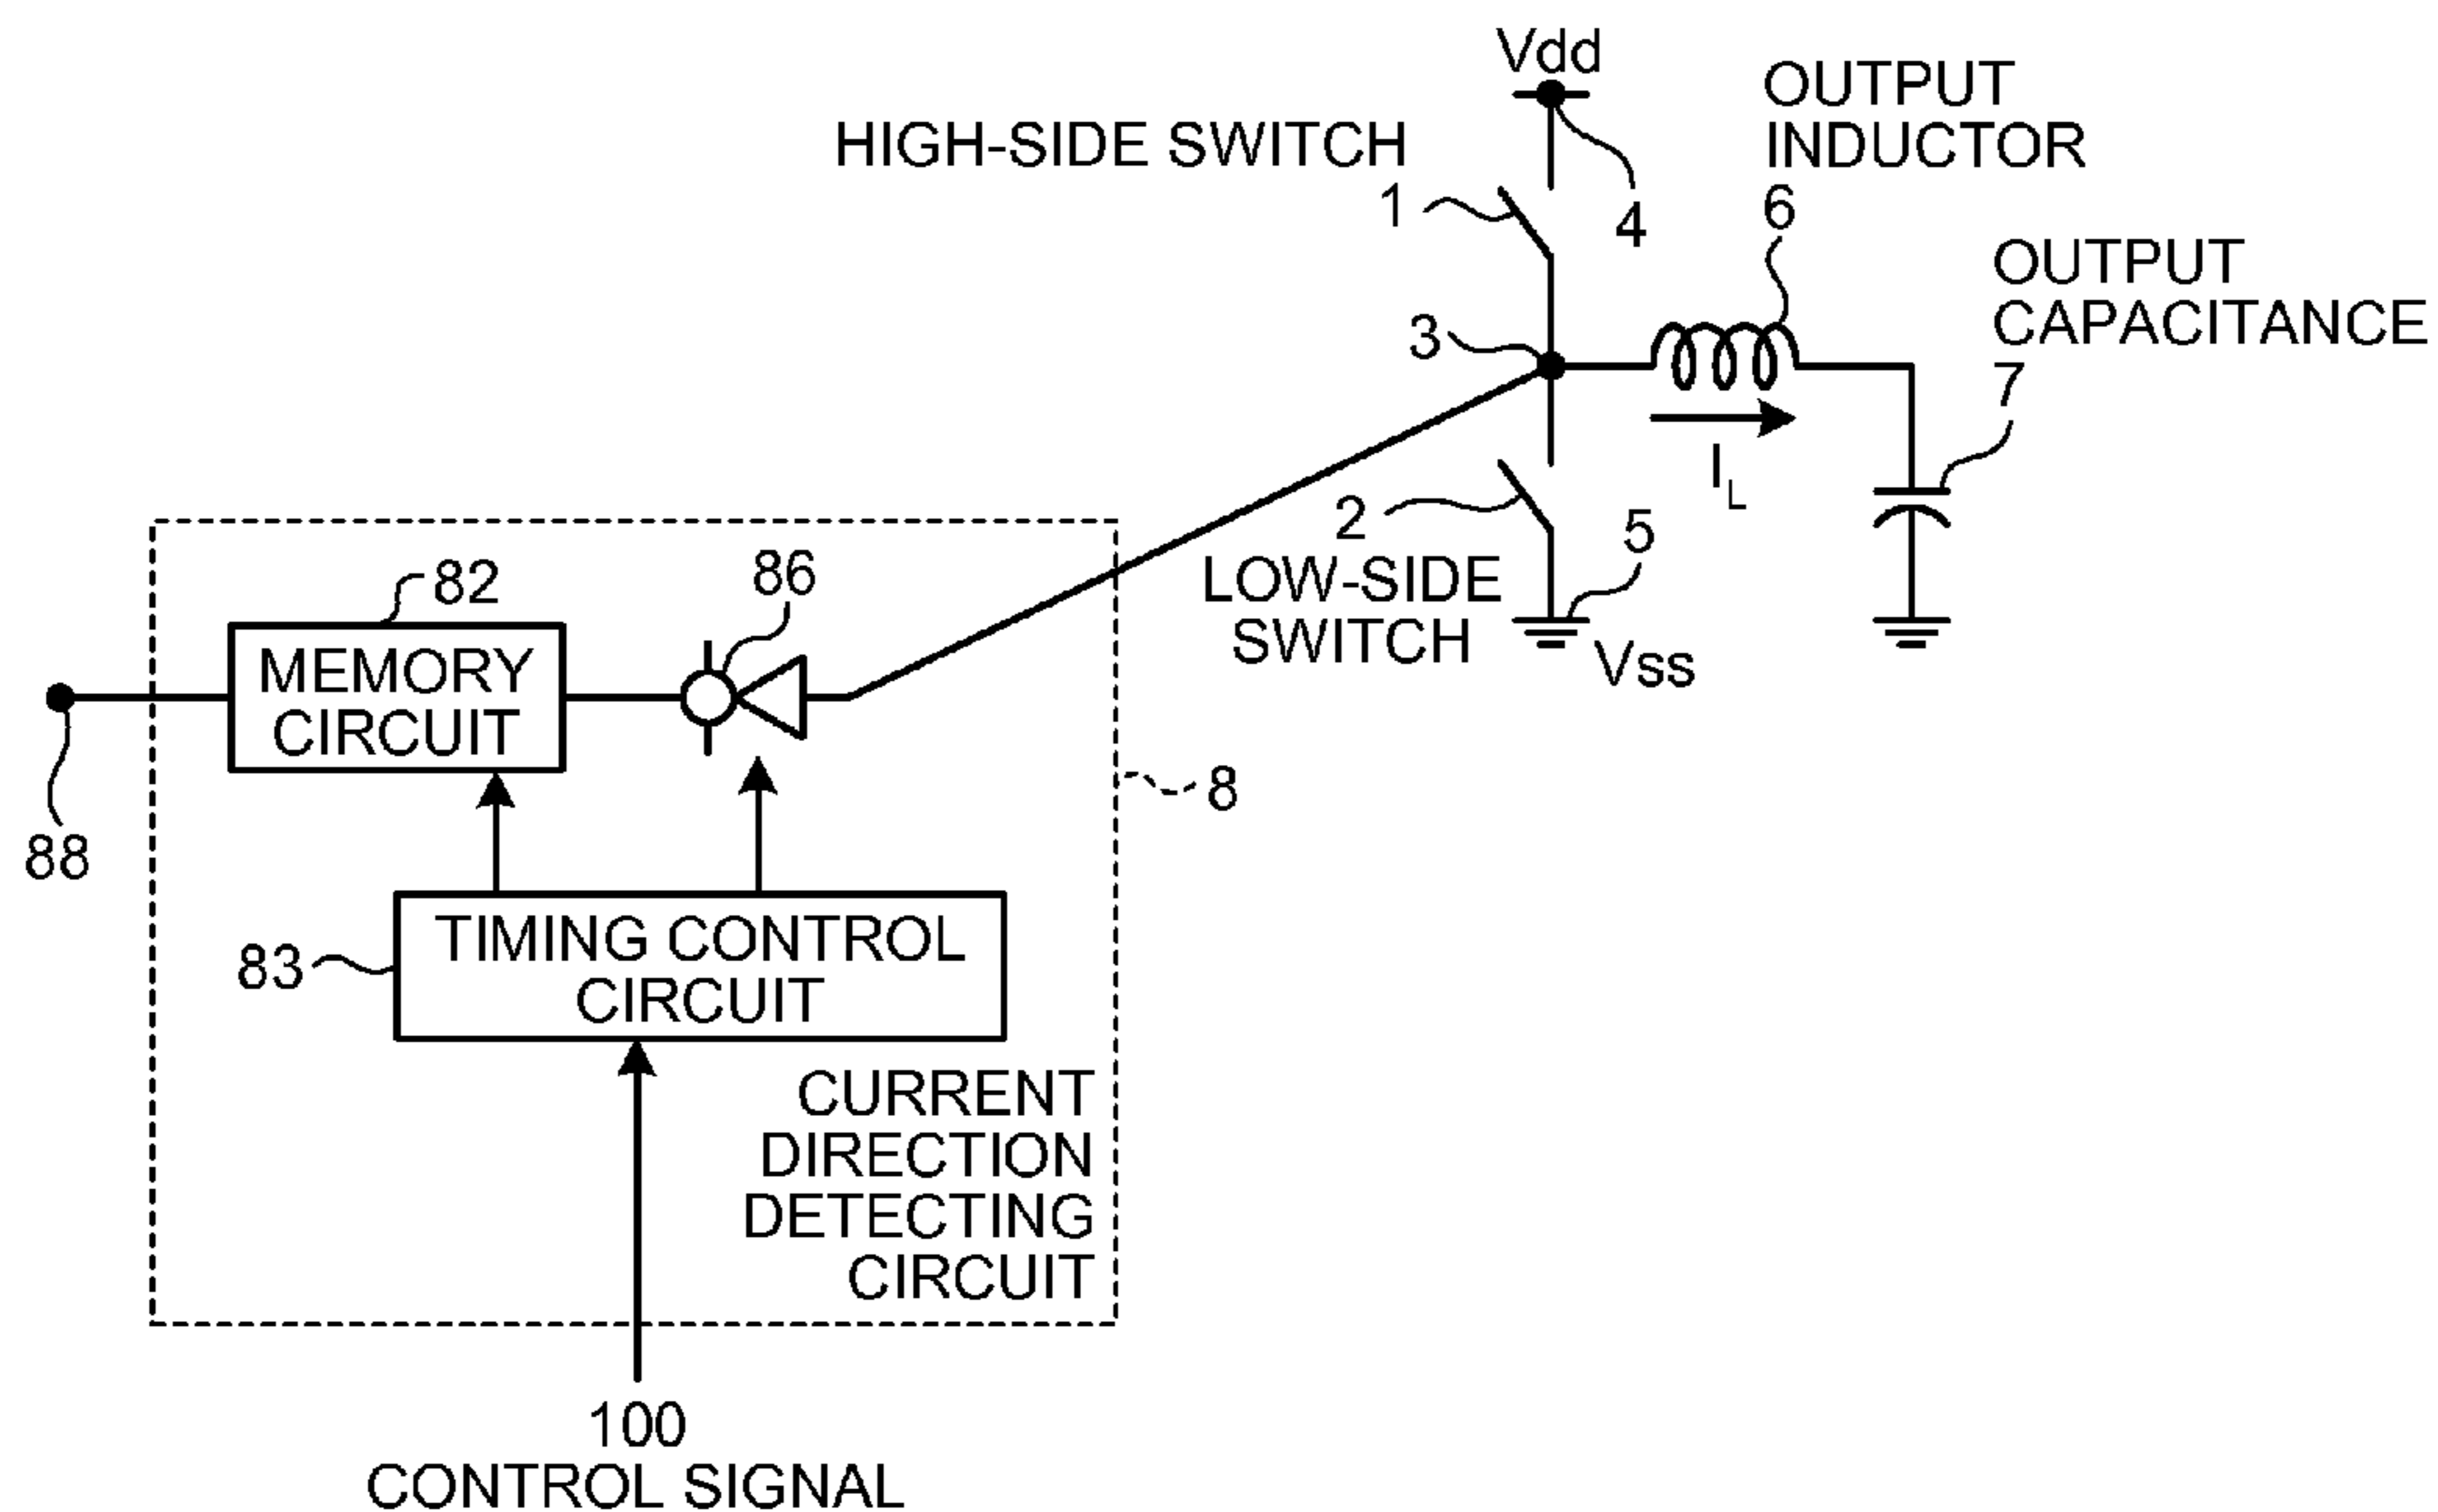 Vdd
HIGH-SIDE SWITCH
1
4
OUTPUT
INDUCTOR
6
OUTPUT
CAPACITANCE
7
3
IL
2
LOW-SIDE
SWITCH
5
Vss
82
86
MEMORY
CIRCUIT
88
8
83
TIMING CONTROL
CIRCUIT
CURRENT
DIRECTION
DETECTING
CIRCUIT
100
CONTROL SIGNAL